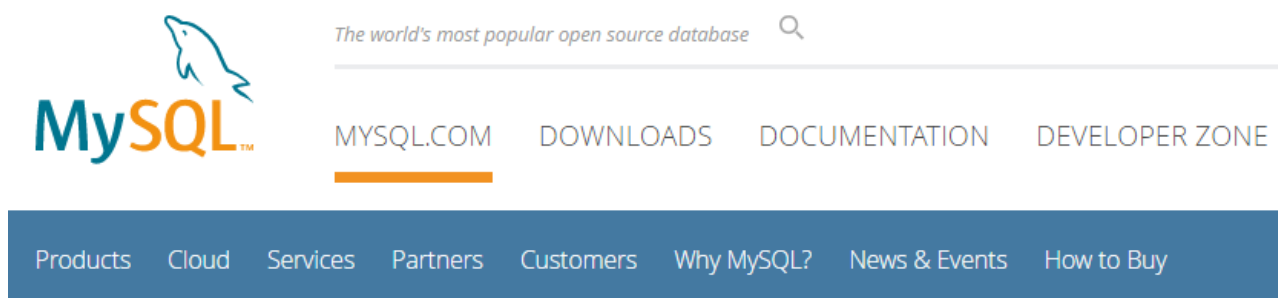 The world's most popular open source database
MySQL™
MYSQL.COM DOWNLOADS DOCUMENTATION DEVELOPER ZONE
Products Cloud Services Partners Customers Why MySQL? News & Events How to Buy